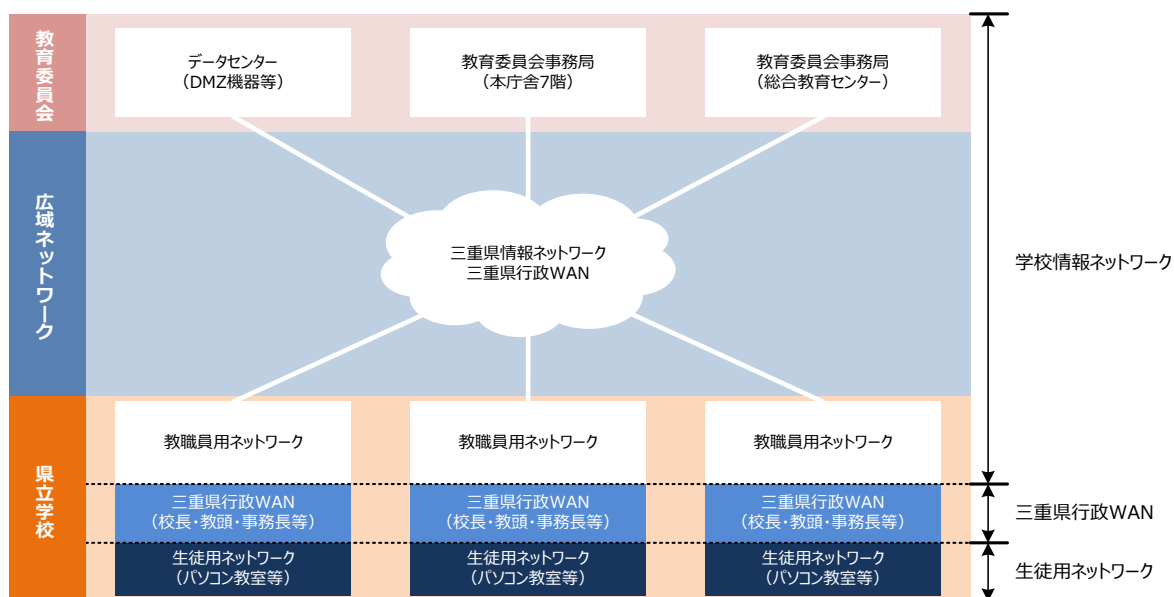 教育委員会
データセンター
(DMZ機器等)
教育委員会事務局
(本庁舎7階)
教育委員会事務局
(総合教育センター)
広域ネットワーク
三重県情報ネットワーク
三重県行政WAN
学校情報ネットワーク
県立学校
教職員用ネットワーク
教職員用ネットワーク
教職員用ネットワーク
三重県行政WAN
(校長・教頭・事務長等)
三重県行政WAN
(校長・教頭・事務長等)
三重県行政WAN
(校長・教頭・事務長等)
三重県行政WAN
生徒用ネットワーク
(パソコン教室等)
生徒用ネットワーク
(パソコン教室等)
生徒用ネットワーク
(パソコン教室等)
生徒用ネットワーク